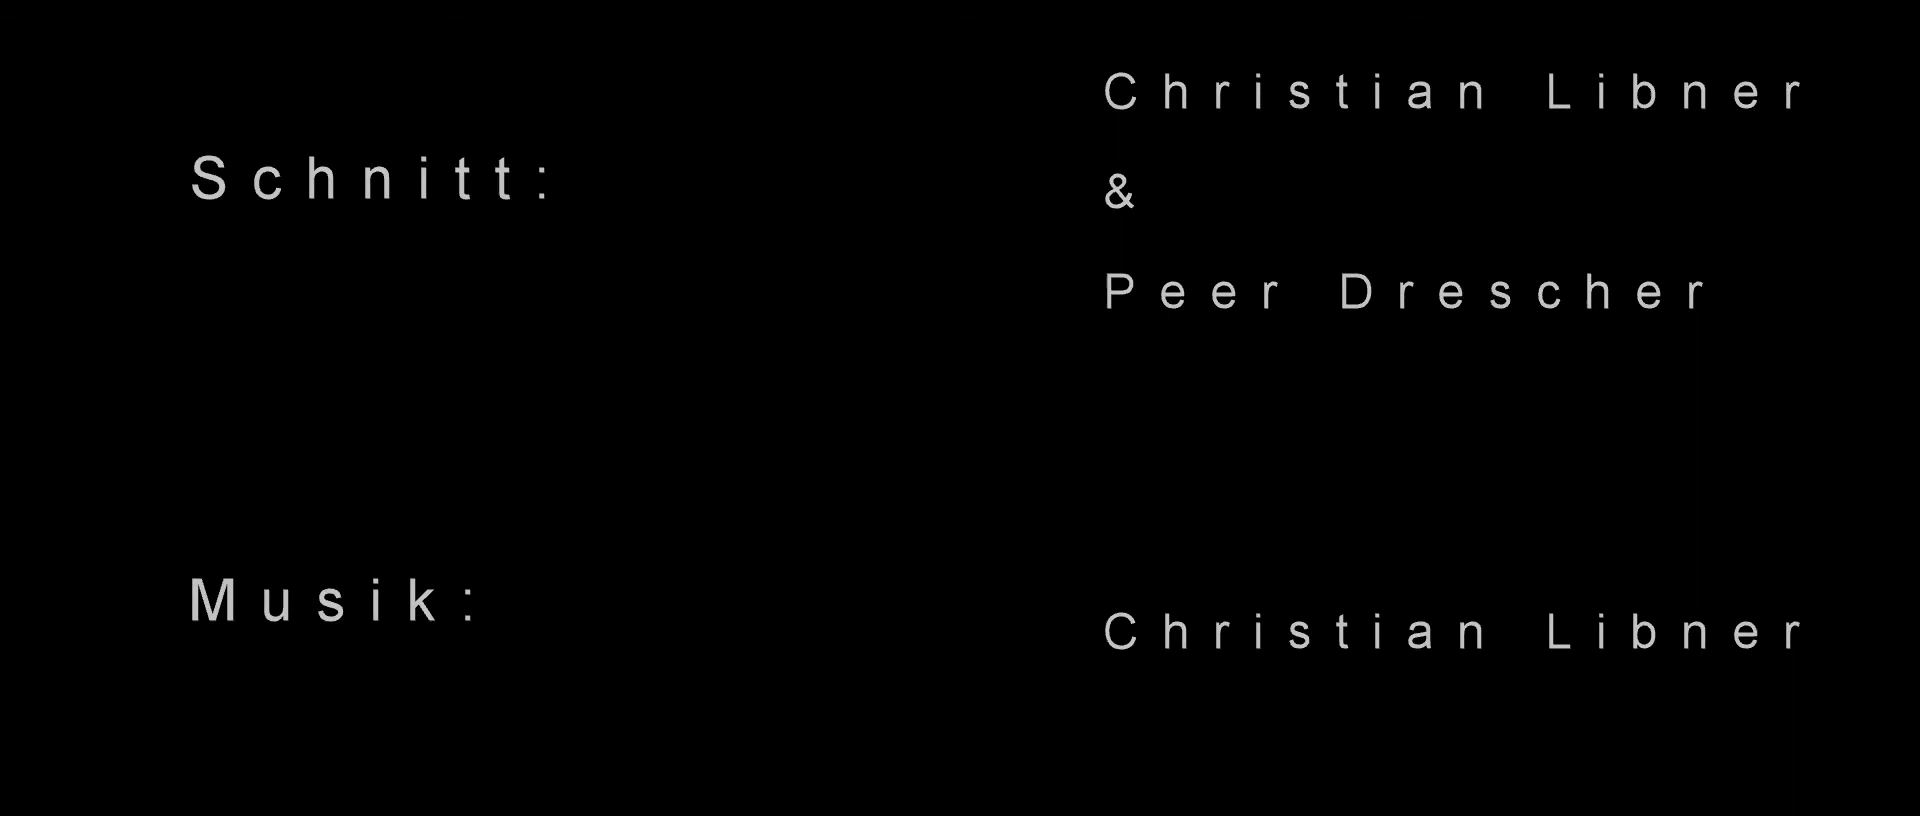 Schnitt:
Christian Libner
&
Peer Drescher
Musik:
Christian Libner